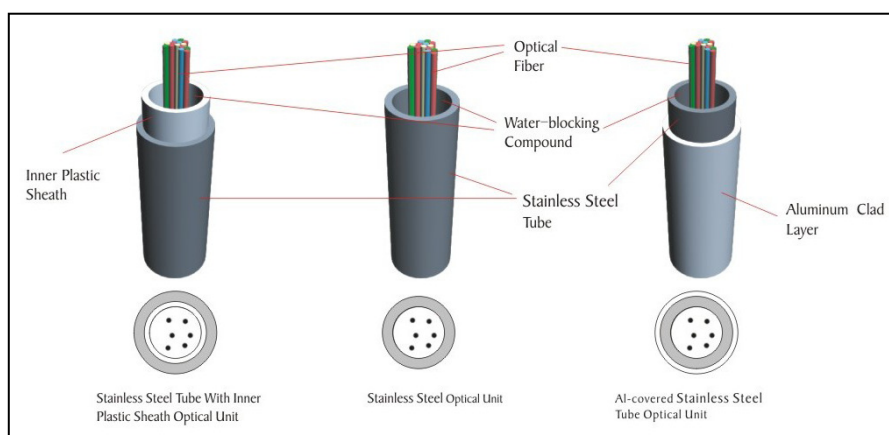 Optical
Fiber
Water-blocking
Compound
Inner Plastic
Sheath
Stainless Steel
Tube
Aluminum Clad
Layer
Stainless Steel Tube With Inner
Plastic Sheath Optical Unit
Stainless Steel Optical Unit
Al-covered Stainless Steel
Tube Optical Unit